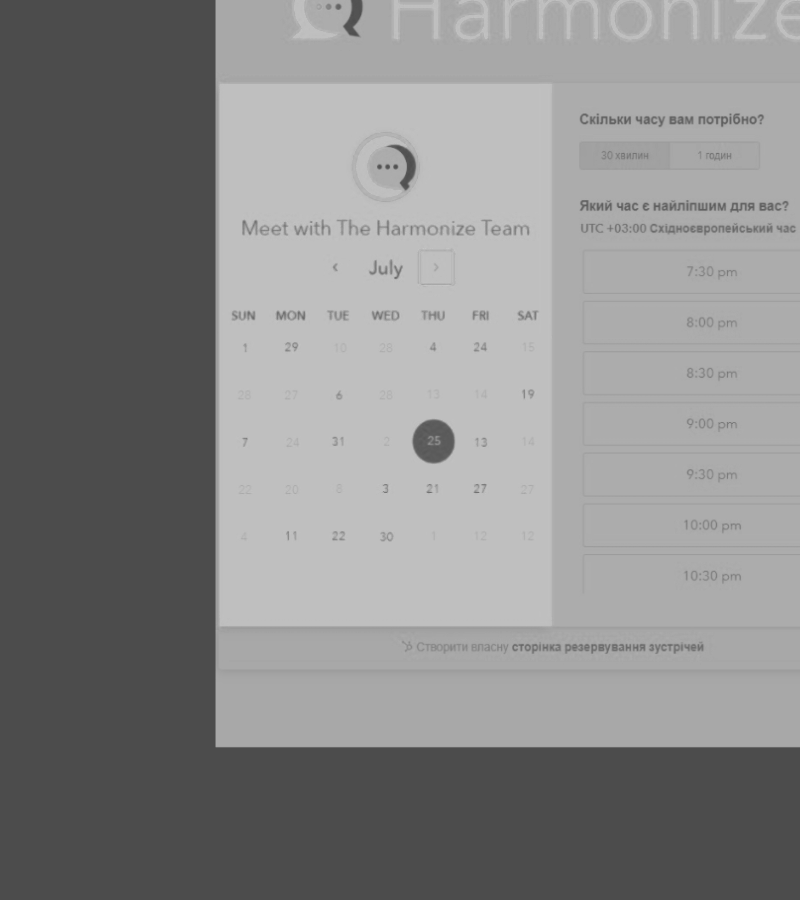 Harmonize
Meet with The Harmonize Team
July
SUN MON TUE WED THU FRI SAT
1 29 10 28 4 24 15
28 27 6 28 13 14 19
7 24 31 2 25 13 14
22 20 8 3 21 27 27
4 11 22 30 1 12 12
Скільки часу вам потрібно?
30 хвилин 1 годин
Який час є найліпшим для вас?
UTC +03:00 Східноєвропейський час
7:30 pm
8:00 pm
8:30 pm
9:00 pm
9:30 pm
10:00 pm
10:30 pm
Створити власну сторінка резервування зустрічей